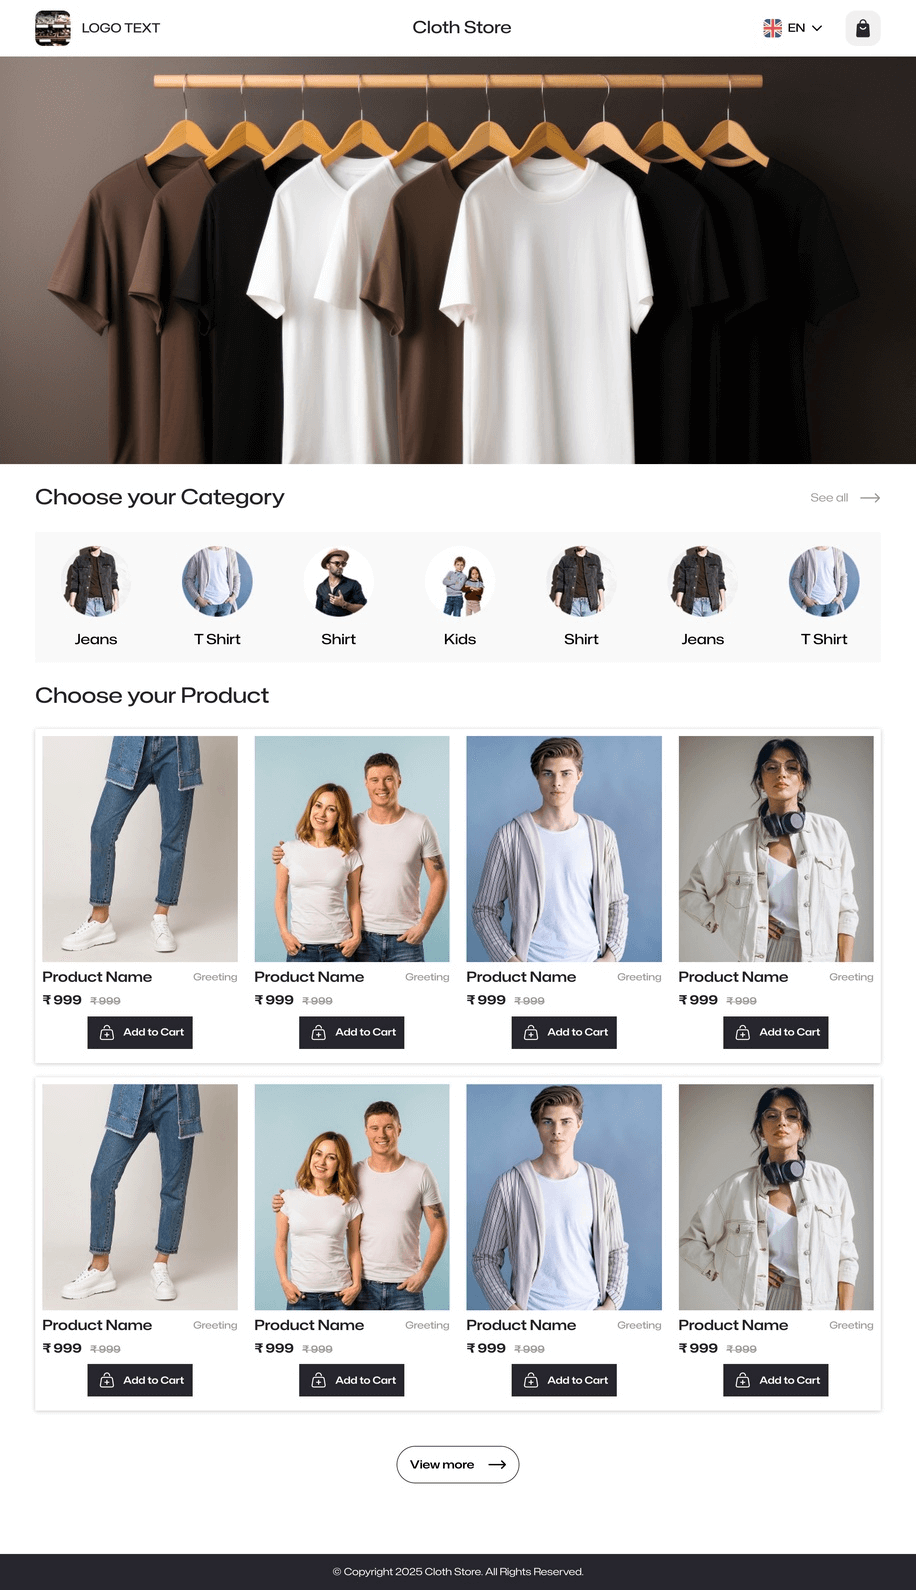 LOGO TEXT
Cloth Store
EN
Choose your Category
See all
Jeans
T Shirt
Shirt
Kids
Shirt
Jeans
T Shirt
Choose your Product
Product Name
Greeting
₹ 999 ₹ 999
Add to Cart
Product Name
Greeting
₹ 999 ₹ 999
Add to Cart
Product Name
Greeting
₹ 999 ₹ 999
Add to Cart
Product Name
Greeting
₹ 999 ₹ 999
Add to Cart
Product Name
Greeting
₹ 999 ₹ 999
Add to Cart
Product Name
Greeting
₹ 999 ₹ 999
Add to Cart
Product Name
Greeting
₹ 999 ₹ 999
Add to Cart
Product Name
Greeting
₹ 999 ₹ 999
Add to Cart
View more
© Copyright 2025 Cloth Store. All Rights Reserved.